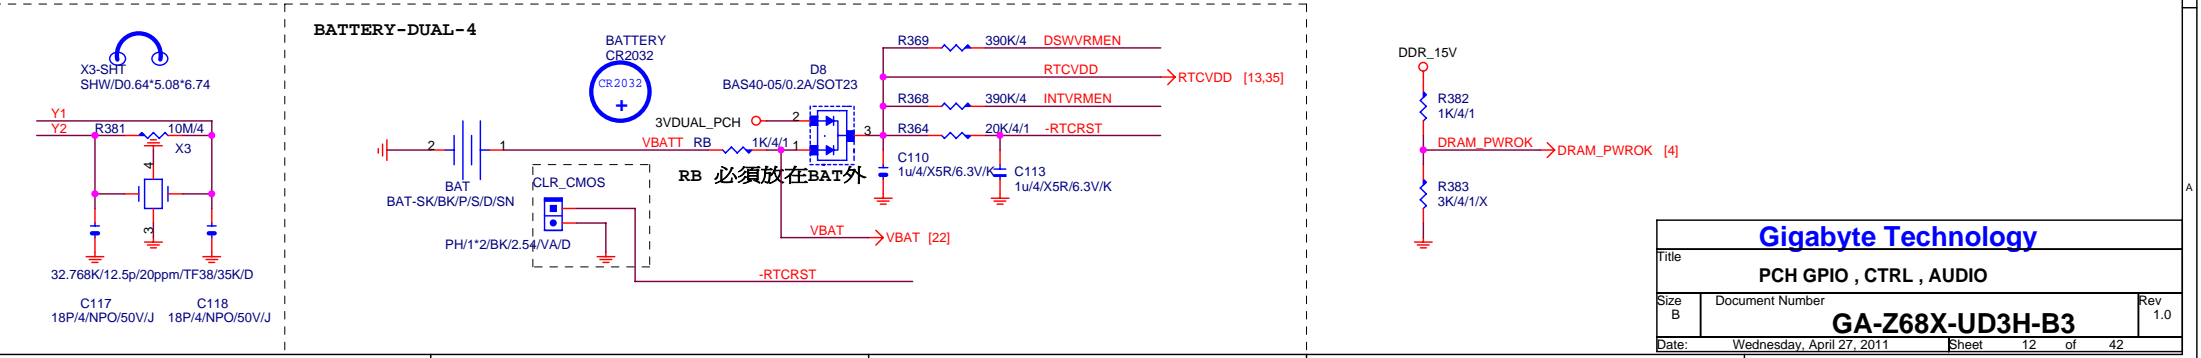 X3-SHT
SHW/D0.64*5.08*6.74
Y1
Y2
R381
10M/4
X3
4
3
32.768K/12.5p/20ppm/TF38/35K/D
C117
18P/4/NPO/50V/J
C118
18P/4/NPO/50V/J
BATTERY-DUAL-4
BATTERY
CR2032
CR2032
+
D8
BAS40-05/0.2A/SOT23
3VDUAL_PCH
2
1
3
2
1
VBATT
RB
1K/4/1
RB 必須放在BAT外
BAT
BAT-SK/BK/P/S/D/SN
CLR_CMOS
PH/1*2/BK/2.54/VA/D
VBAT
VBAT [22]
-RTCRST
R369
390K/4
DSWVRMEN
RTCVDD
RTCVDD [13,35]
R368
390K/4
INTVRMEN
R364
20K/4/1
-RTCRST
C110
1u/4/X5R/6.3V/K
C113
1u/4/X5R/6.3V/K
DDR_15V
R382
1K/4/1
DRAM_PWROK
DRAM_PWROK [4]
R383
3K/4/1/X
A
Gigabyte Technology
Title
PCH GPIO , CTRL , AUDIO
Size
B
Document Number
GA-Z68X-UD3H-B3
Rev
1.0
Date: Wednesday, April 27, 2011 Sheet 12 of 42